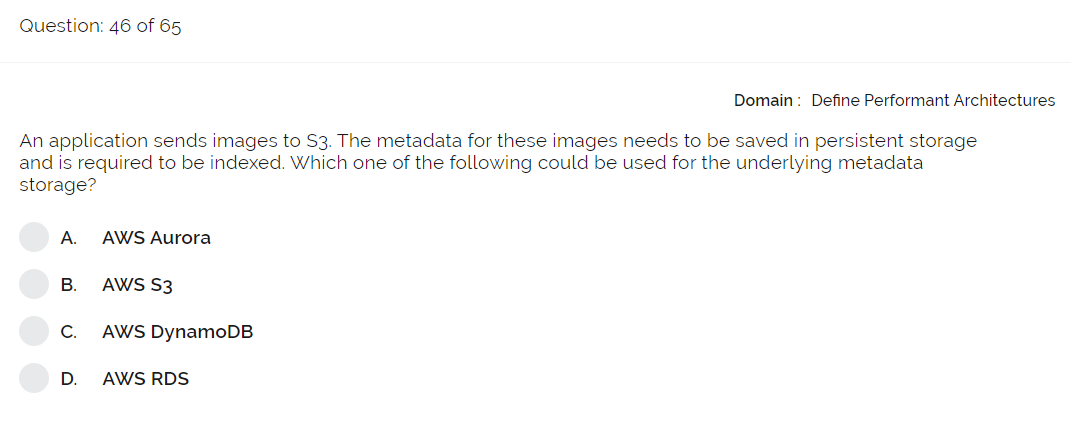 Question: 46 of 65
Domain : Define Performant Architectures
An application sends images to S3. The metadata for these images needs to be saved in persistent storage
and is required to be indexed. Which one of the following could be used for the underlying metadata
storage?
A. AWS Aurora
B. AWS S3
C. AWS DynamoDB
D. AWS RDS